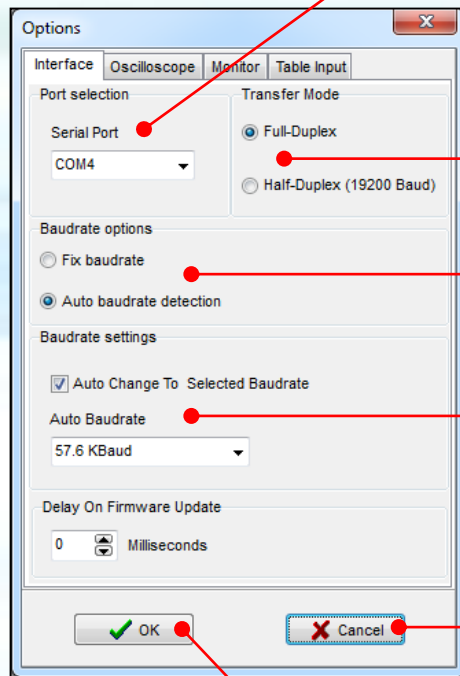 Options
Interface Oscilloscope Monitor Table Input
Port selection Transfer Mode
Serial Port Full-Duplex
COM4
Half-Duplex (19200 Baud)
Baudrate options
Fix baudrate
Auto baudrate detection
Baudrate settings
Auto Change To Selected Baudrate
Auto Baudrate
57.6 KBaud
Delay On Firmware Update
0 Milliseconds
OK Cancel